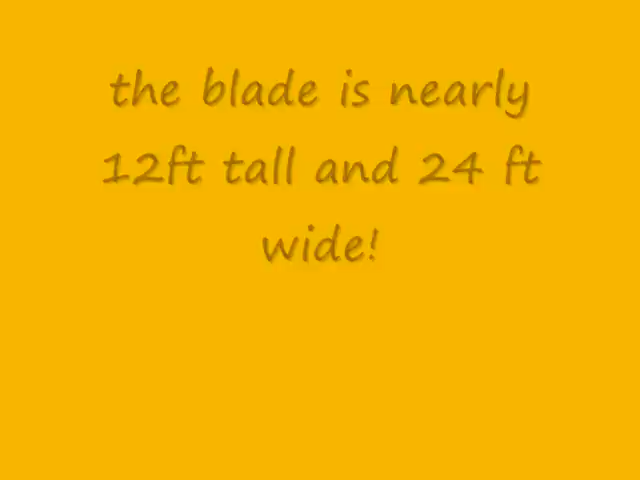 the blade is nearly
12ft tall and 24 ft
wide!